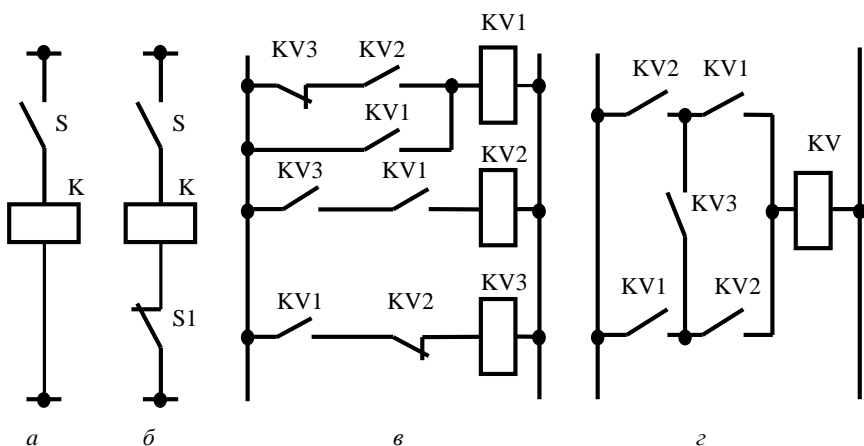 KV1
KV3 KV2
KV2 KV1
S S
KV1
KV
K K
KV2
KV3 KV1
KV3
KV3
KV1 KV2
KV1 KV2
S1
а б в г